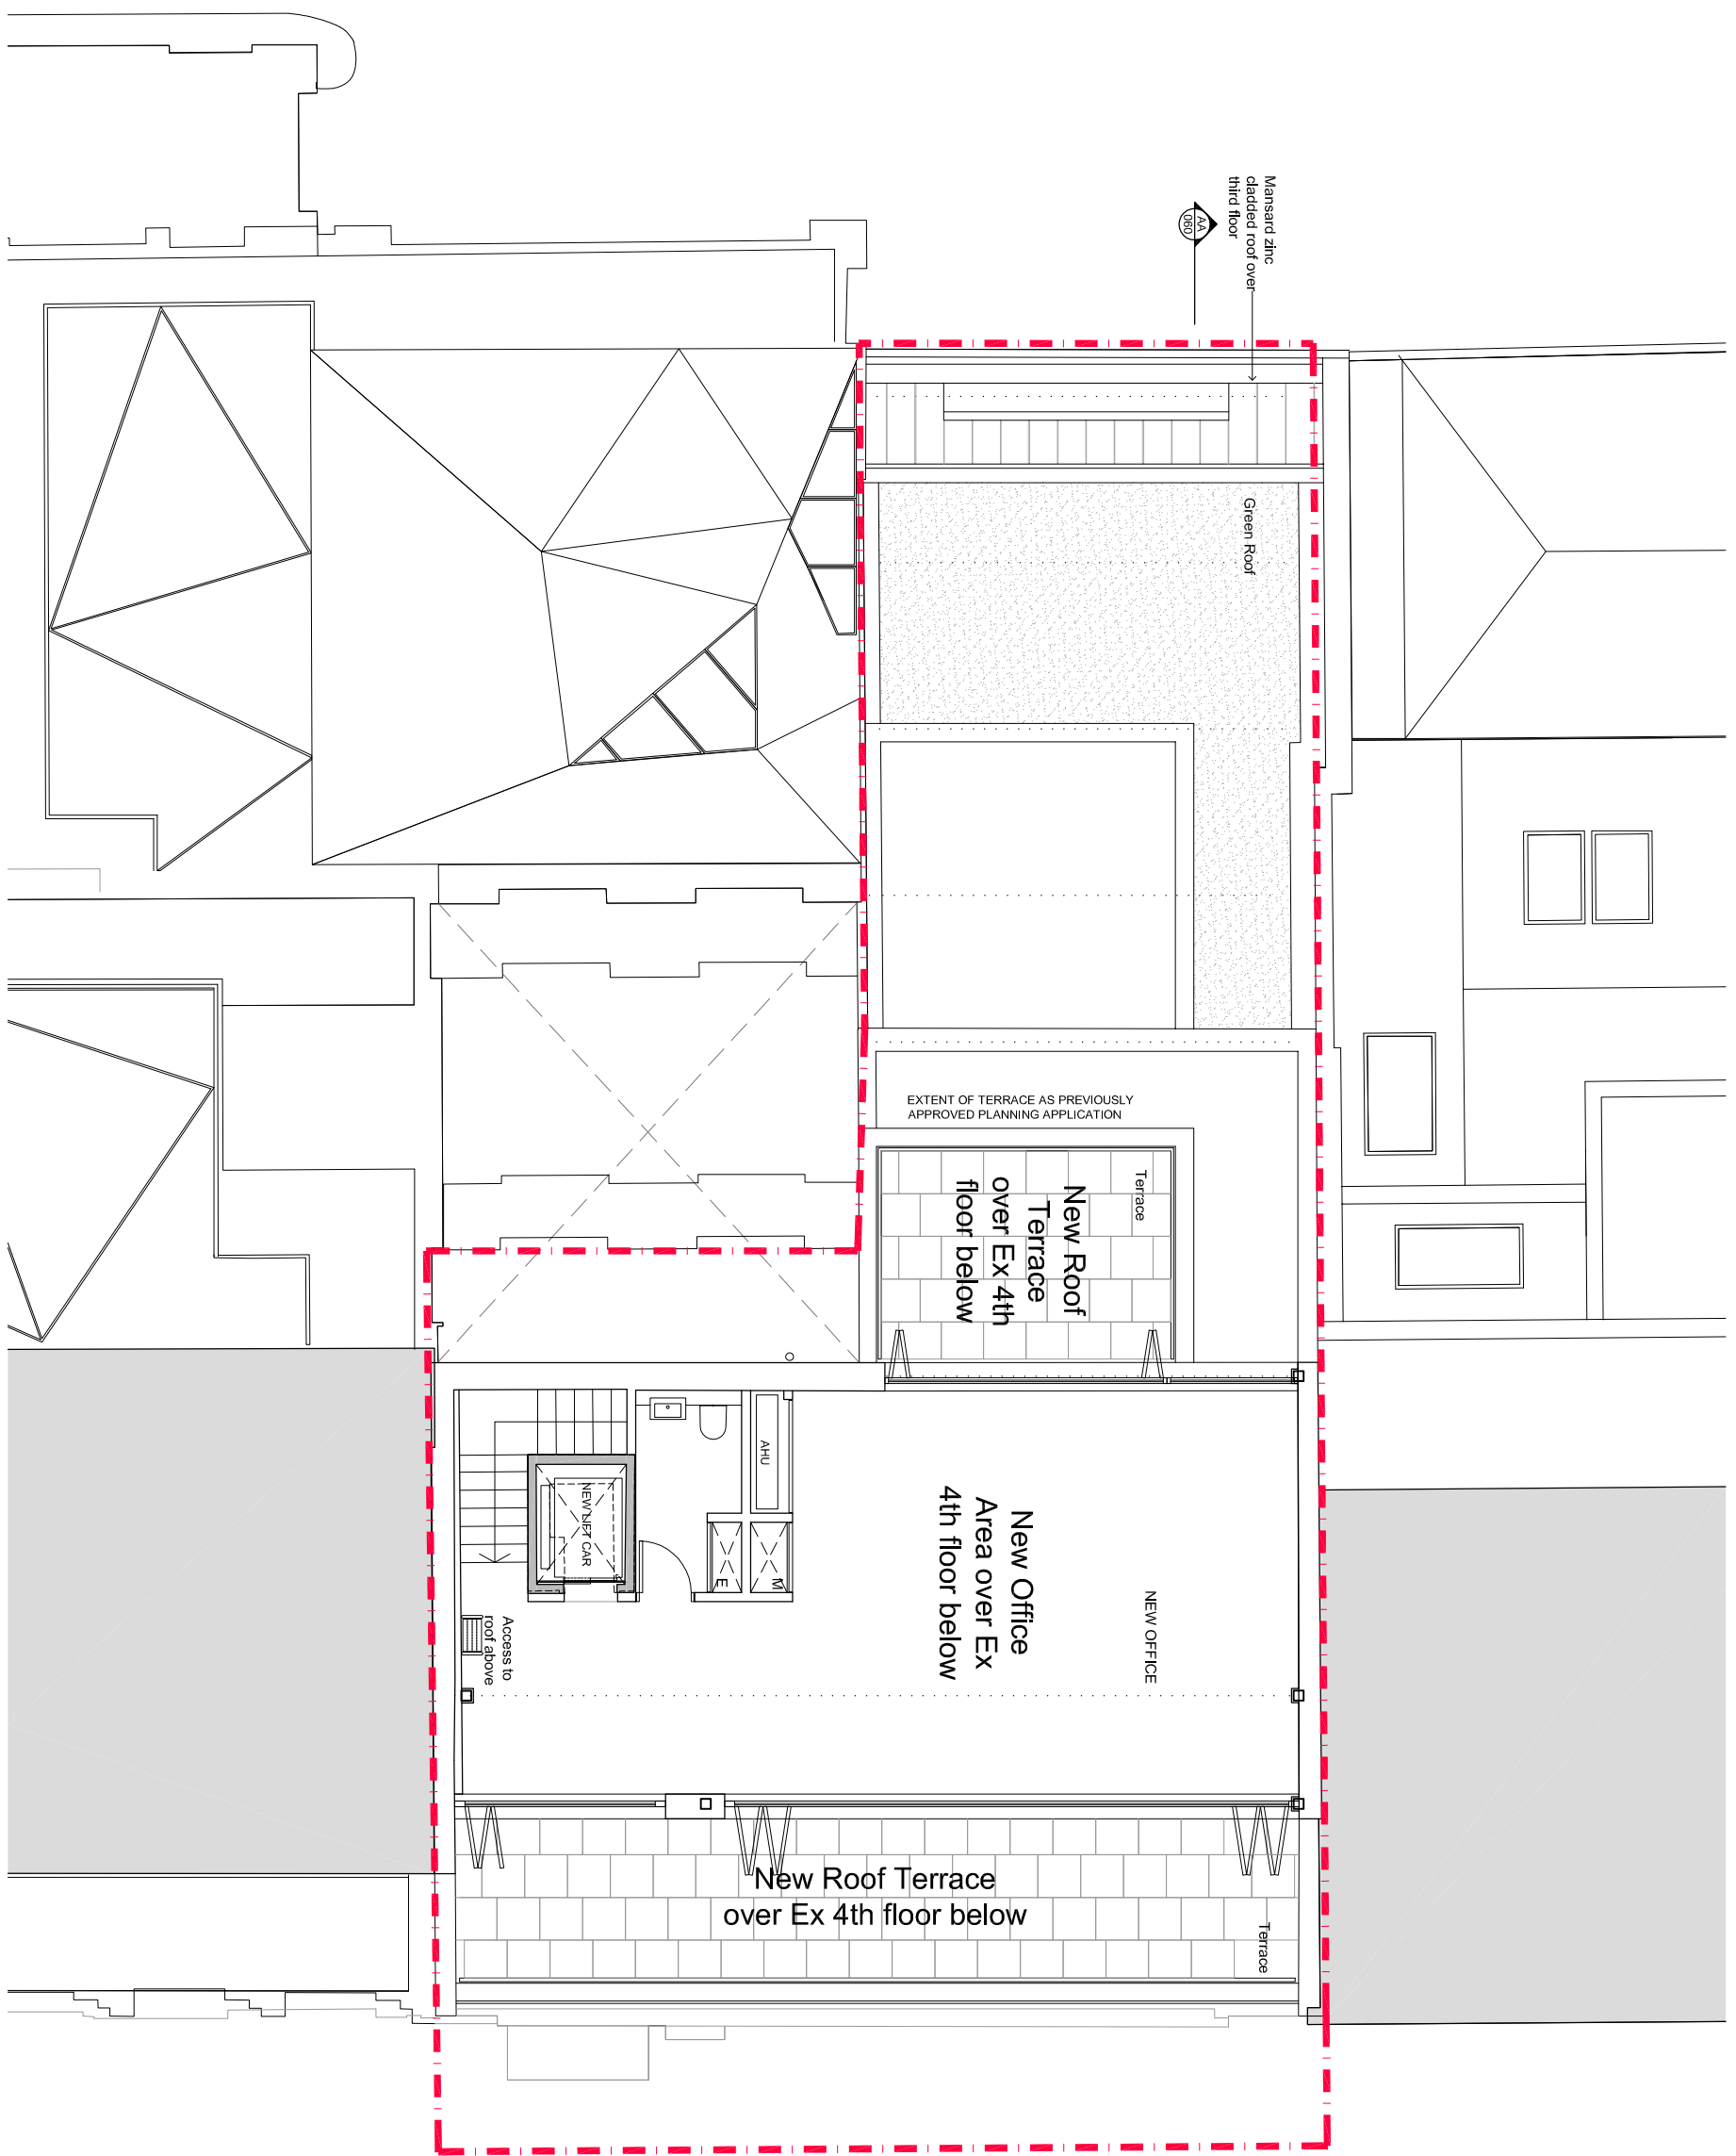 Mansard zinc
cladded roof over
third floor
AA
060
Green Roof
EXTENT OF TERRACE AS PREVIOUSLY
APPROVED PLANNING APPLICATION
Terrace
New Roof
Terrace
over Ex 4th
floor below
AHU
NEW LIFT CAR
E
M
New Office
Area over Ex
4th floor below
NEW OFFICE
Access to
roof above
New Roof Terrace
over Ex 4th floor below
Terrace